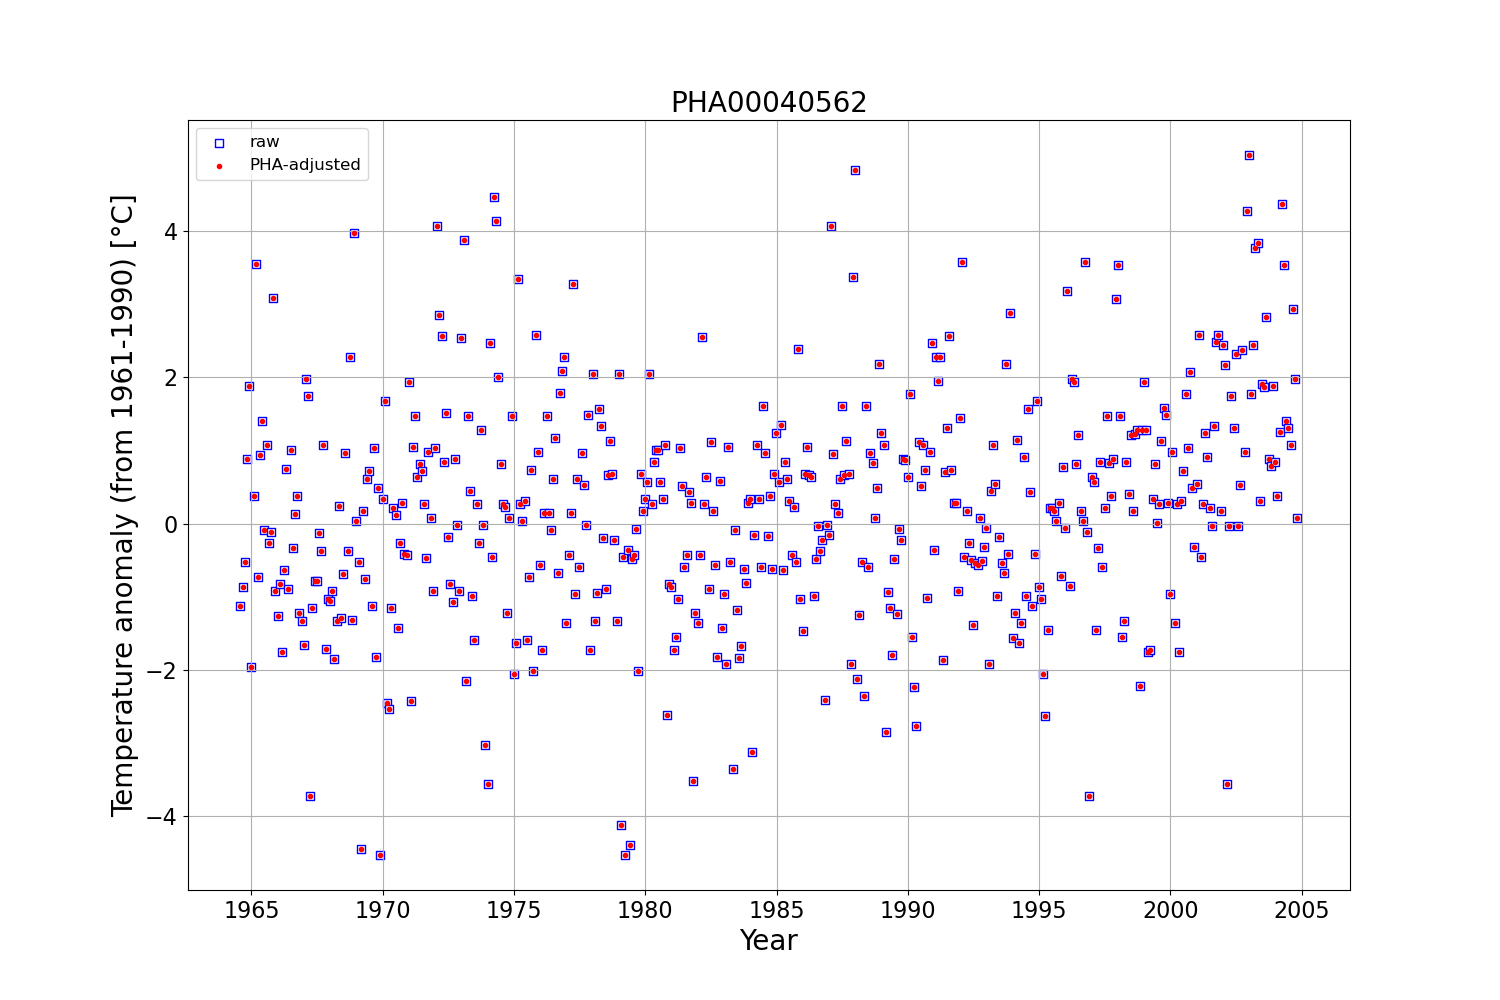 PHA00040562
raw
PHA-adjusted
Temperature anomaly (from 1961-1990) [°C]
4
2
0
−2
−4
1965 1970 1975 1980 1985 1990 1995 2000 2005
Year